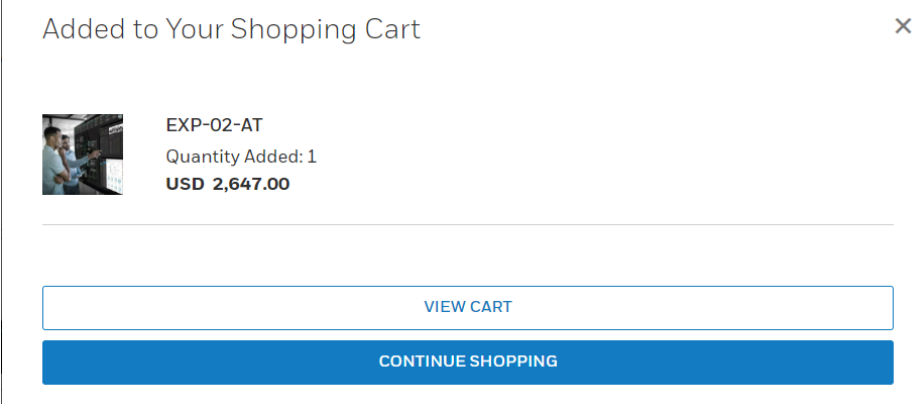 Added to Your Shopping Cart
EXP-02-AT
Quantity Added: 1
USD 2,647.00
VIEW CART
CONTINUE SHOPPING